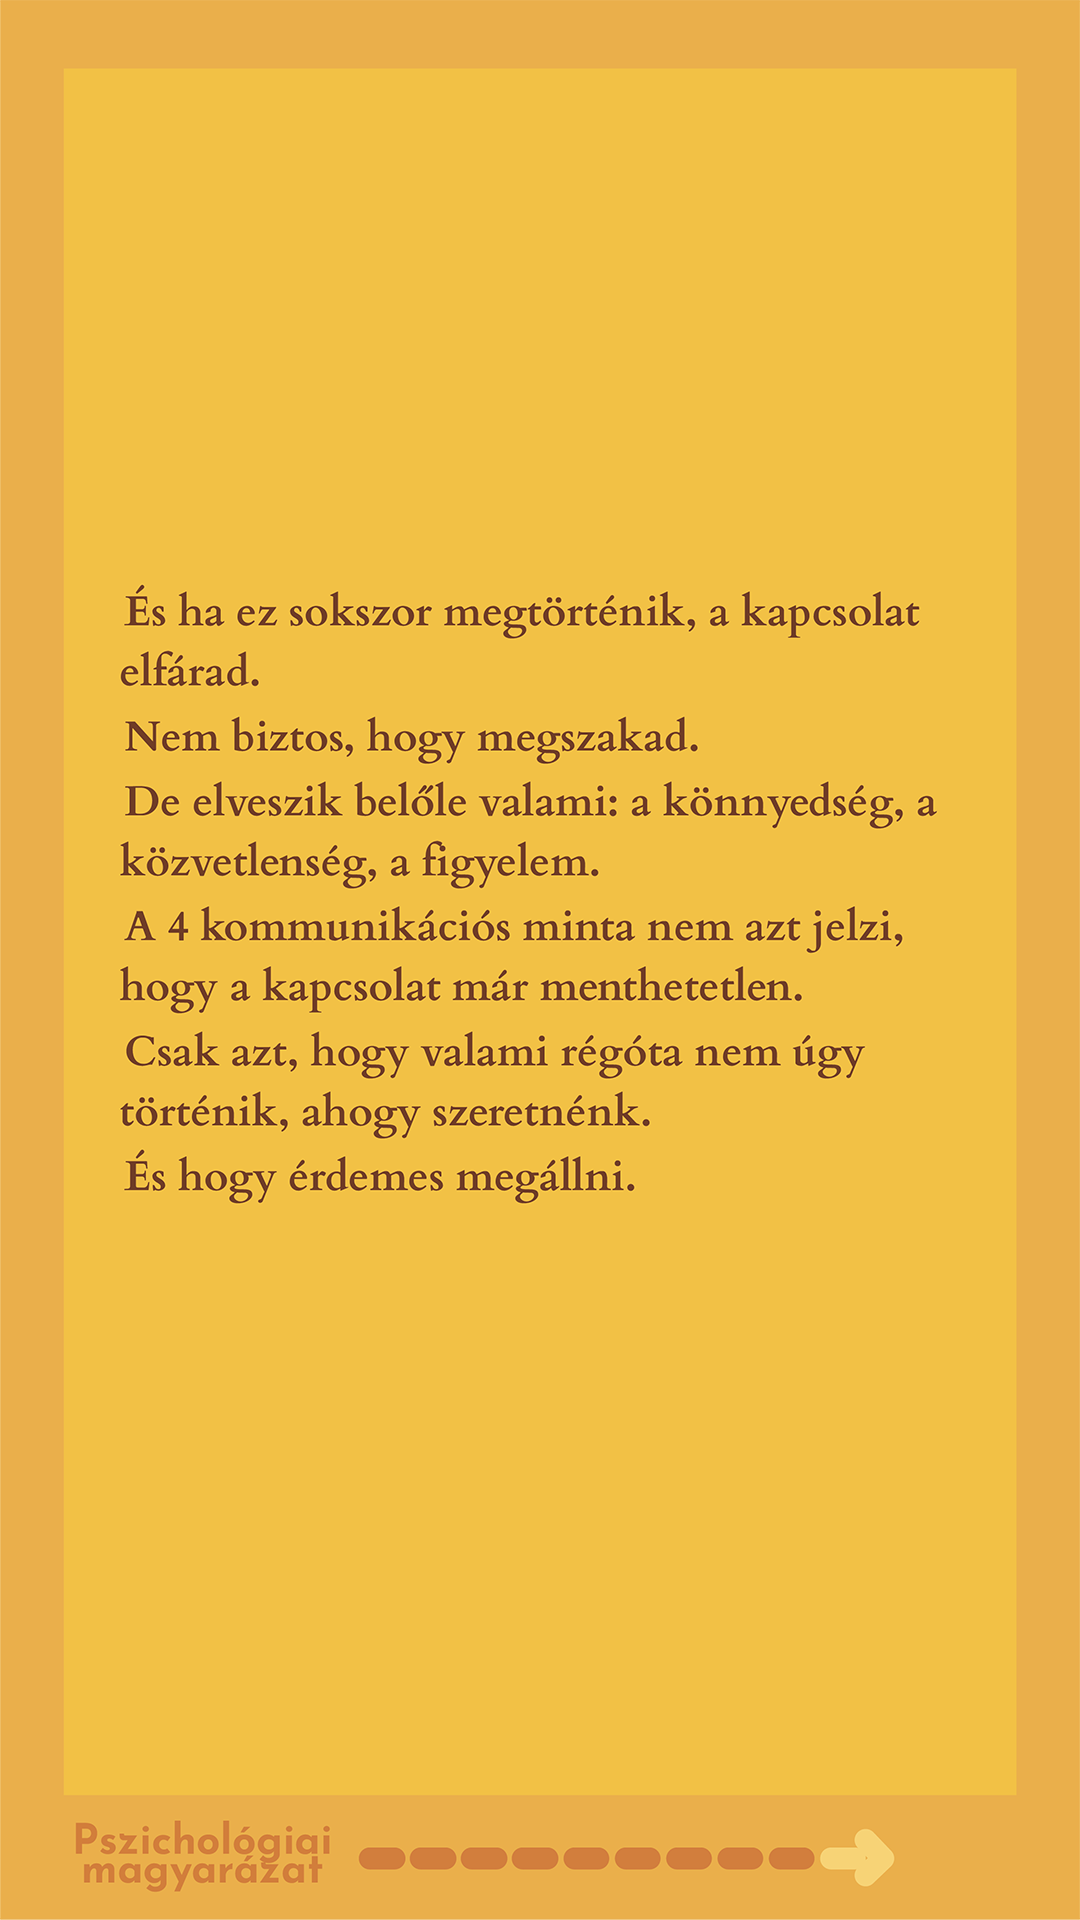 És ha ez sokszor megtörténik, a kapcsolat
elfárad.
Nem biztos, hogy megszakad.
De elveszik belőle valami: a könnyedség, a
közvetlenség, a figyelem.
A 4 kommunikációs minta nem azt jelzi,
hogy a kapcsolat már menthetetlen.
Csak azt, hogy valami régóta nem úgy
történik, ahogy szeretnénk.
És hogy érdemes megállni.
Pszichológiai
magyarázat